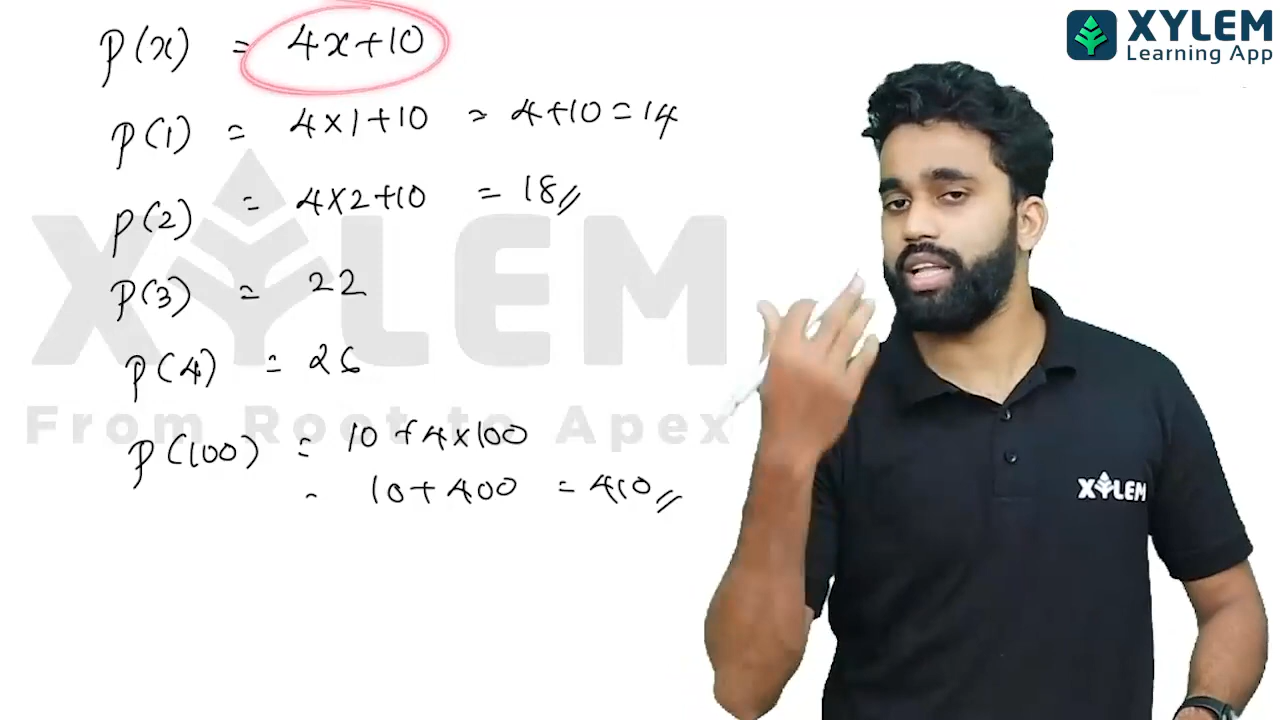 XYLEM
Learning App
p(x) = 4x+10
p(1) = 4×1+10 = 4+10 = 14
p(2) = 4×2+10 = 18//
p(3) = 22
p(4) = 26
p(100) = 10+4×100
= 10+400 = 410//
XYLEM
From Root to Apex
XYLEM